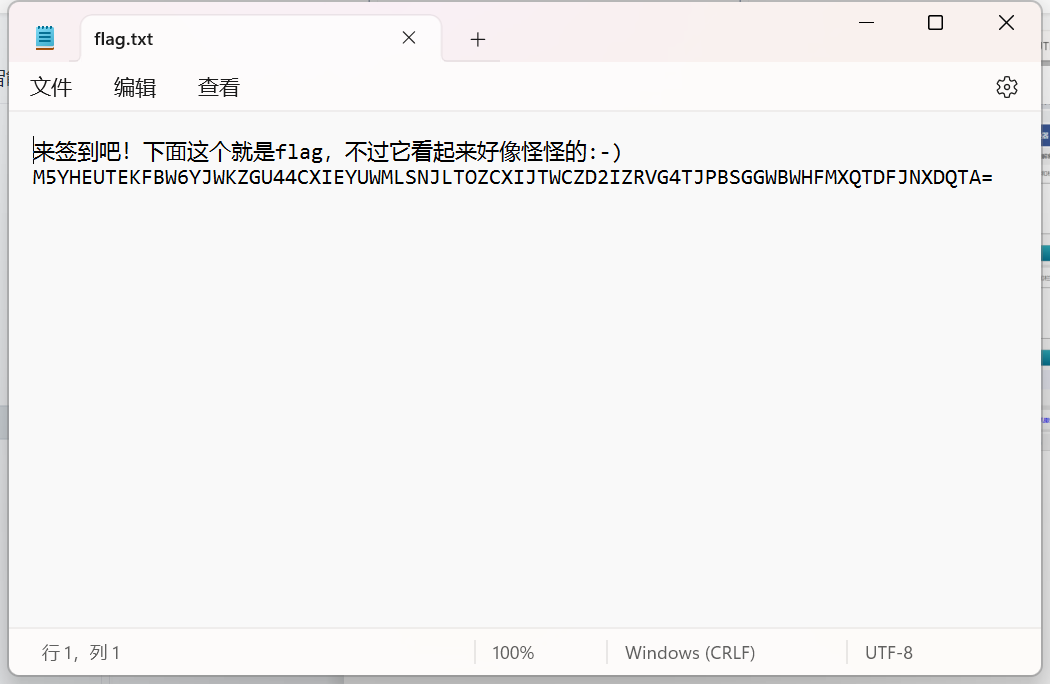 flag.txt
文件 编辑 查看
来签到吧！下面这个就是flag，不过它看起来好像怪怪的:-)
M5YHEUTEKFBW6YJWKZGU44CXIEYUWMLSNJLTOZCXIJTWCZD2IZRVG4TJPBSGGWBWHFMXQTDFJNXDQTA=
行 1，列 1 100% Windows (CRLF) UTF-8